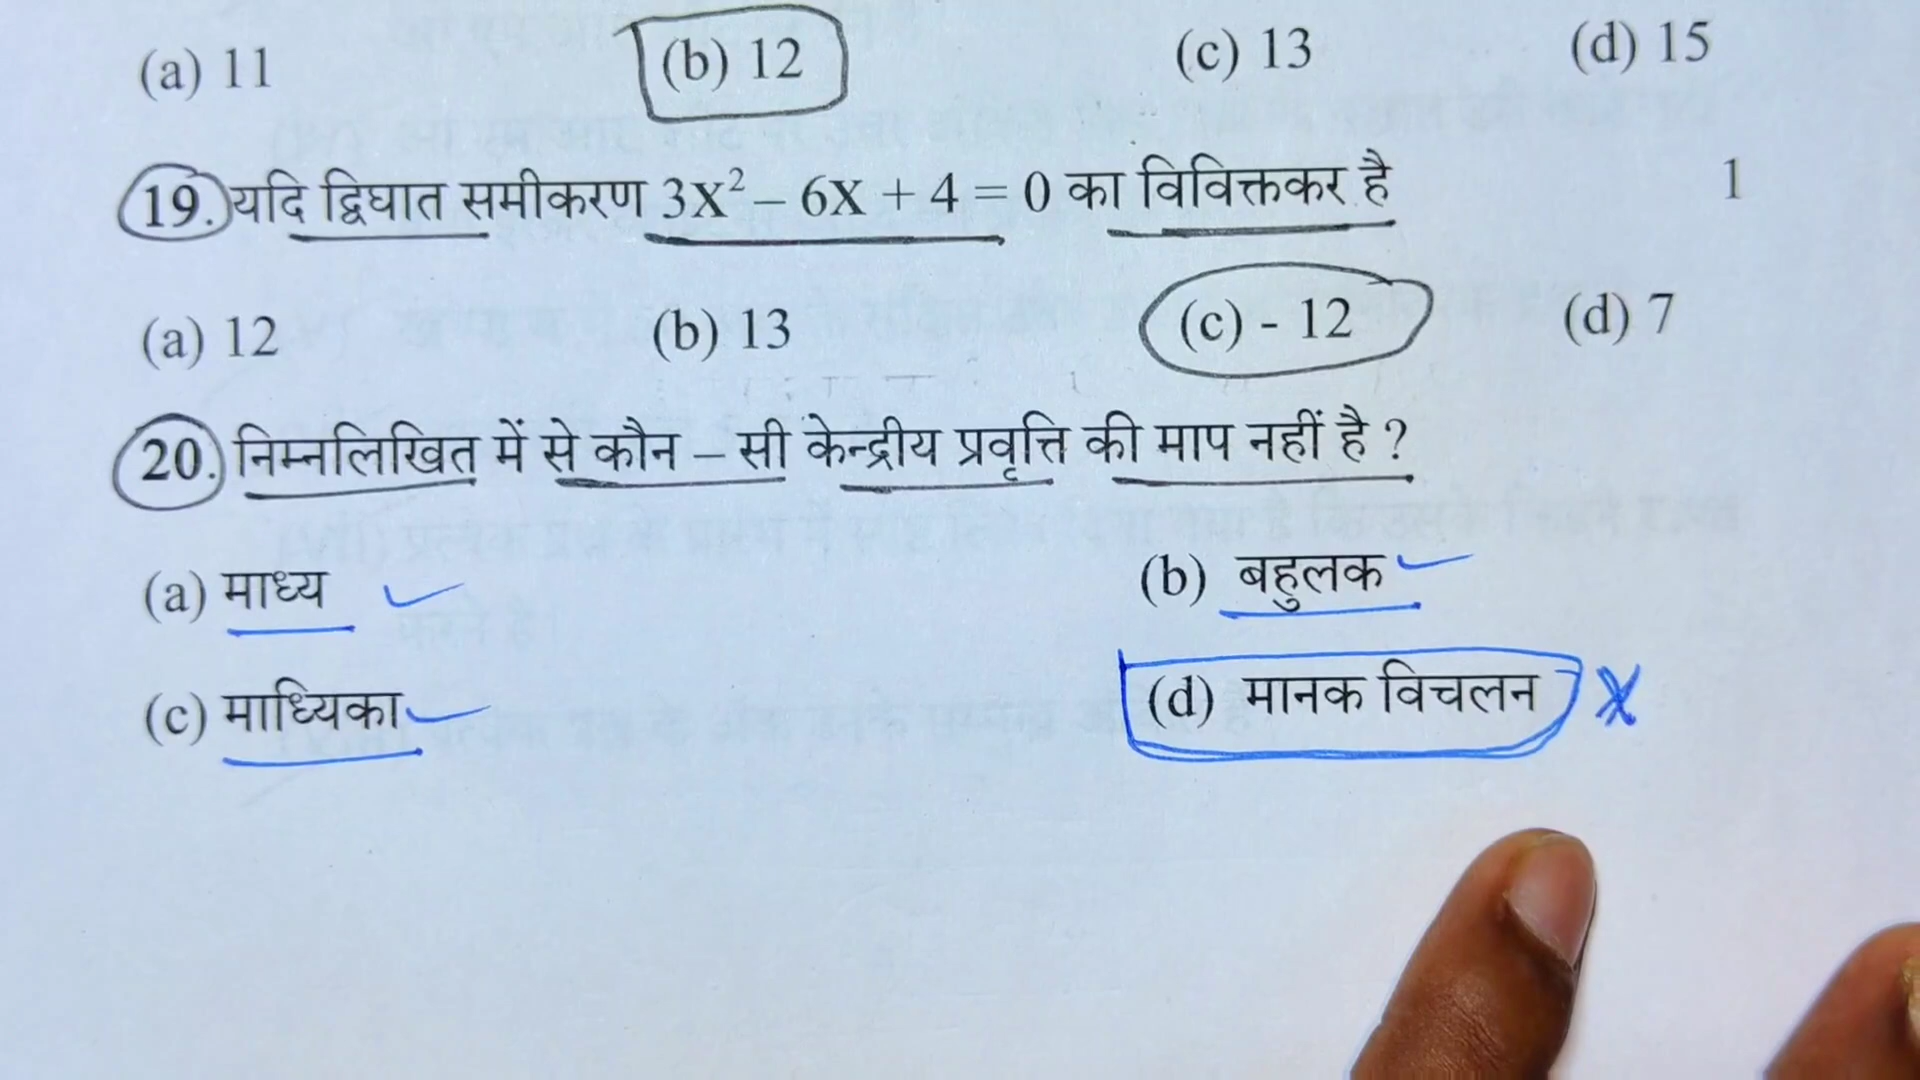 (a) 11 (b) 12 (c) 13 (d) 15
19. यदि द्विघात समीकरण 3x² – 6x + 4 = 0 का विविक्तकर है 1
(a) 12 (b) 13 (c) - 12 (d) 7
20. निम्नलिखित में से कौन – सी केन्द्रीय प्रवृत्ति की माप नहीं है ?
(a) माध्य (b) बहुलक
(c) माध्यिका (d) मानक विचलन